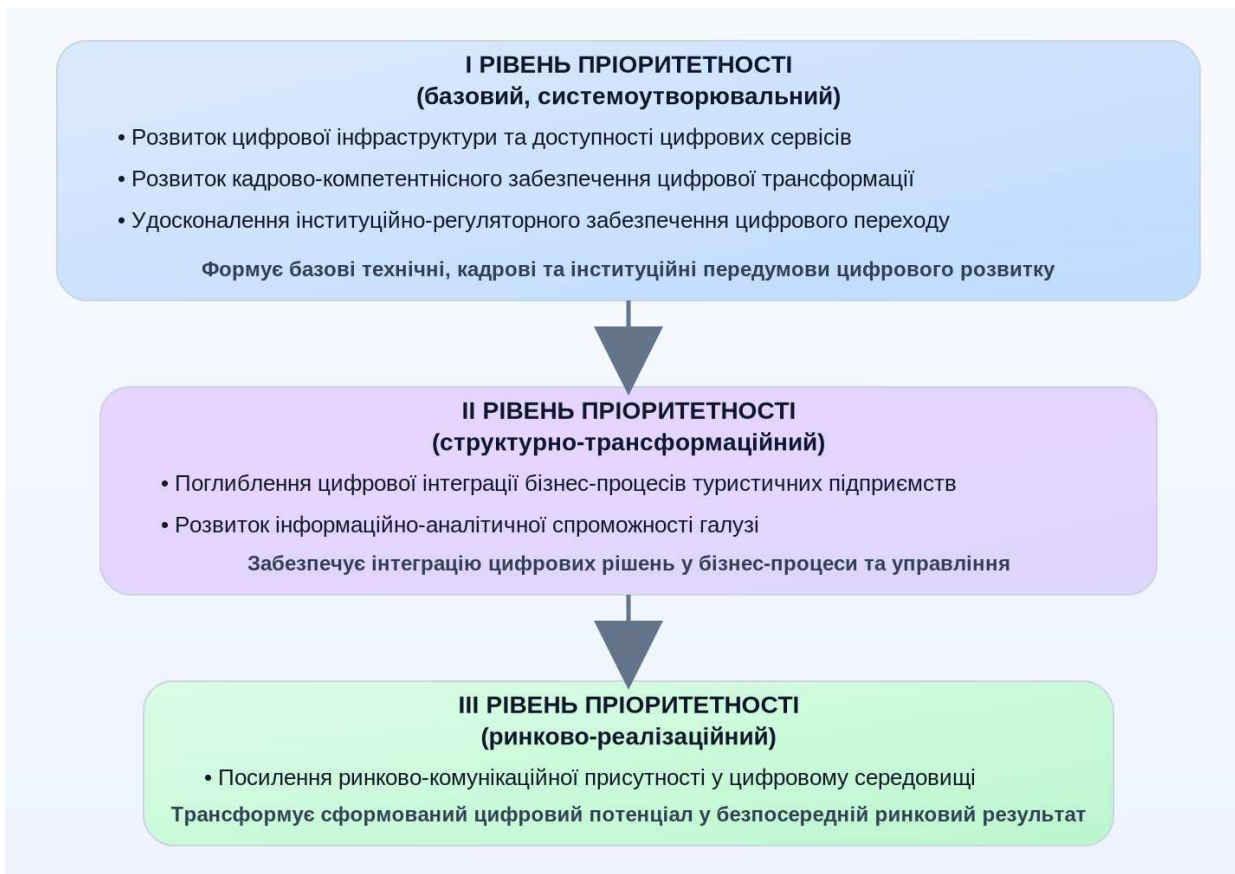 І РІВЕНЬ ПРІОРИТЕТНОСТІ
(базовий, системоутворювальний)
• Розвиток цифрової інфраструктури та доступності цифрових сервісів
• Розвиток кадрово-компетентнісного забезпечення цифрової трансформації
• Удосконалення інституційно-регуляторного забезпечення цифрового переходу
Формує базові технічні, кадрові та інституційні передумови цифрового розвитку
ІІ РІВЕНЬ ПРІОРИТЕТНОСТІ
(структурно-трансформаційний)
• Поглиблення цифрової інтеграції бізнес-процесів туристичних підприємств
• Розвиток інформаційно-аналітичної спроможності галузі
Забезпечує інтеграцію цифрових рішень у бізнес-процеси та управління
ІІІ РІВЕНЬ ПРІОРИТЕТНОСТІ
(ринково-реалізаційний)
• Посилення ринково-комунікаційної присутності у цифровому середовищі
Трансформує сформований цифровий потенціал у безпосередній ринковий результат